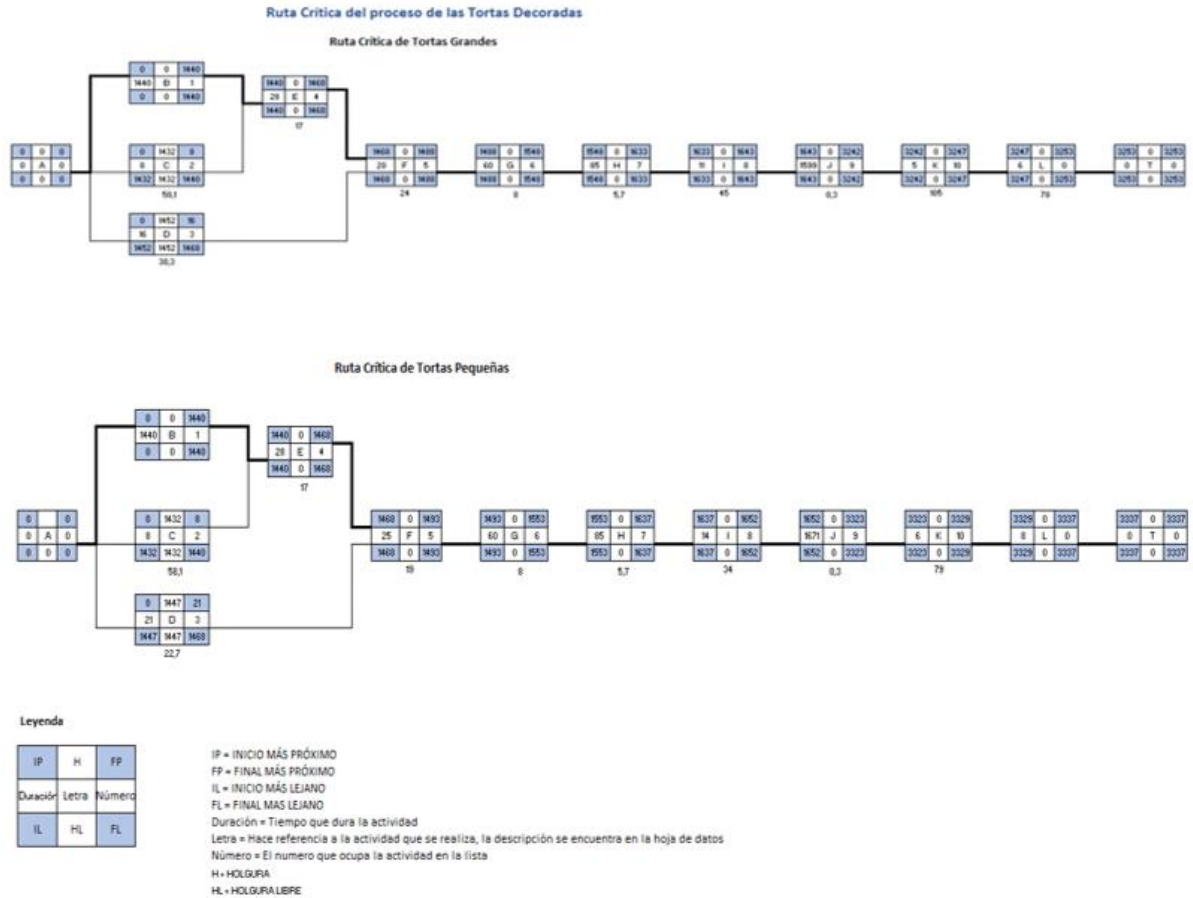 Ruta Crítica del proceso de las Tortas Decoradas
Ruta Crítica de Tortas Grandes
0 0 1440
1440 B 1
0 0 1440
1440 0 1468
28 E 4
1440 0 1468
17
0 0 0
0 A 0
0 0 0
0 1432 8
8 C 2
1432 1432 1440
58,1
0 1452 16
16 D 3
1452 1452 1468
38,3
1468 0 1488
20 F 5
1468 0 1488
24
1488 0 1548
60 G 6
1488 0 1548
8
1548 0 1633
85 H 7
1548 0 1633
5,7
1633 0 1643
11 I 8
1633 0 1643
45
1643 0 3242
1599 J 9
1643 0 3242
0,3
3242 0 3247
5 K 10
3242 0 3247
105
3247 0 3253
6 L 0
3247 0 3253
78
3253 0 3253
0 T 0
3253 0 3253
Ruta Crítica de Tortas Pequeñas
0 0 1440
1440 B 1
0 0 1440
1440 0 1468
28 E 4
1440 0 1468
17
0 0
0 A 0
0 0 0
0 1432 8
8 C 2
1432 1432 1440
58,1
0 1447 21
21 D 3
1447 1447 1468
22,7
1468 0 1493
25 F 5
1468 0 1493
19
1493 0 1553
60 G 6
1493 0 1553
8
1553 0 1637
85 H 7
1553 0 1637
5,7
1637 0 1652
14 I 8
1637 0 1652
34
1652 0 3323
1671 J 9
1652 0 3323
0,3
3323 0 3329
6 K 10
3323 0 3329
79
3329 0 3337
8 L 0
3329 0 3337
3337 0 3337
0 T 0
3337 0 3337
Leyenda
IP H FP
Duración Letra Número
IL HL FL
IP = INICIO MÁS PRÓXIMO
FP = FINAL MÁS PRÓXIMO
IL = INICIO MÁS LEJANO
FL = FINAL MAS LEJANO
Duración = Tiempo que dura la actividad
Letra = Hace referencia a la actividad que se realiza, la descripción se encuentra en la hoja de datos
Número = El numero que ocupa la actividad en la lista
H = HOLGURA
HL = HOLGURA LIBRE